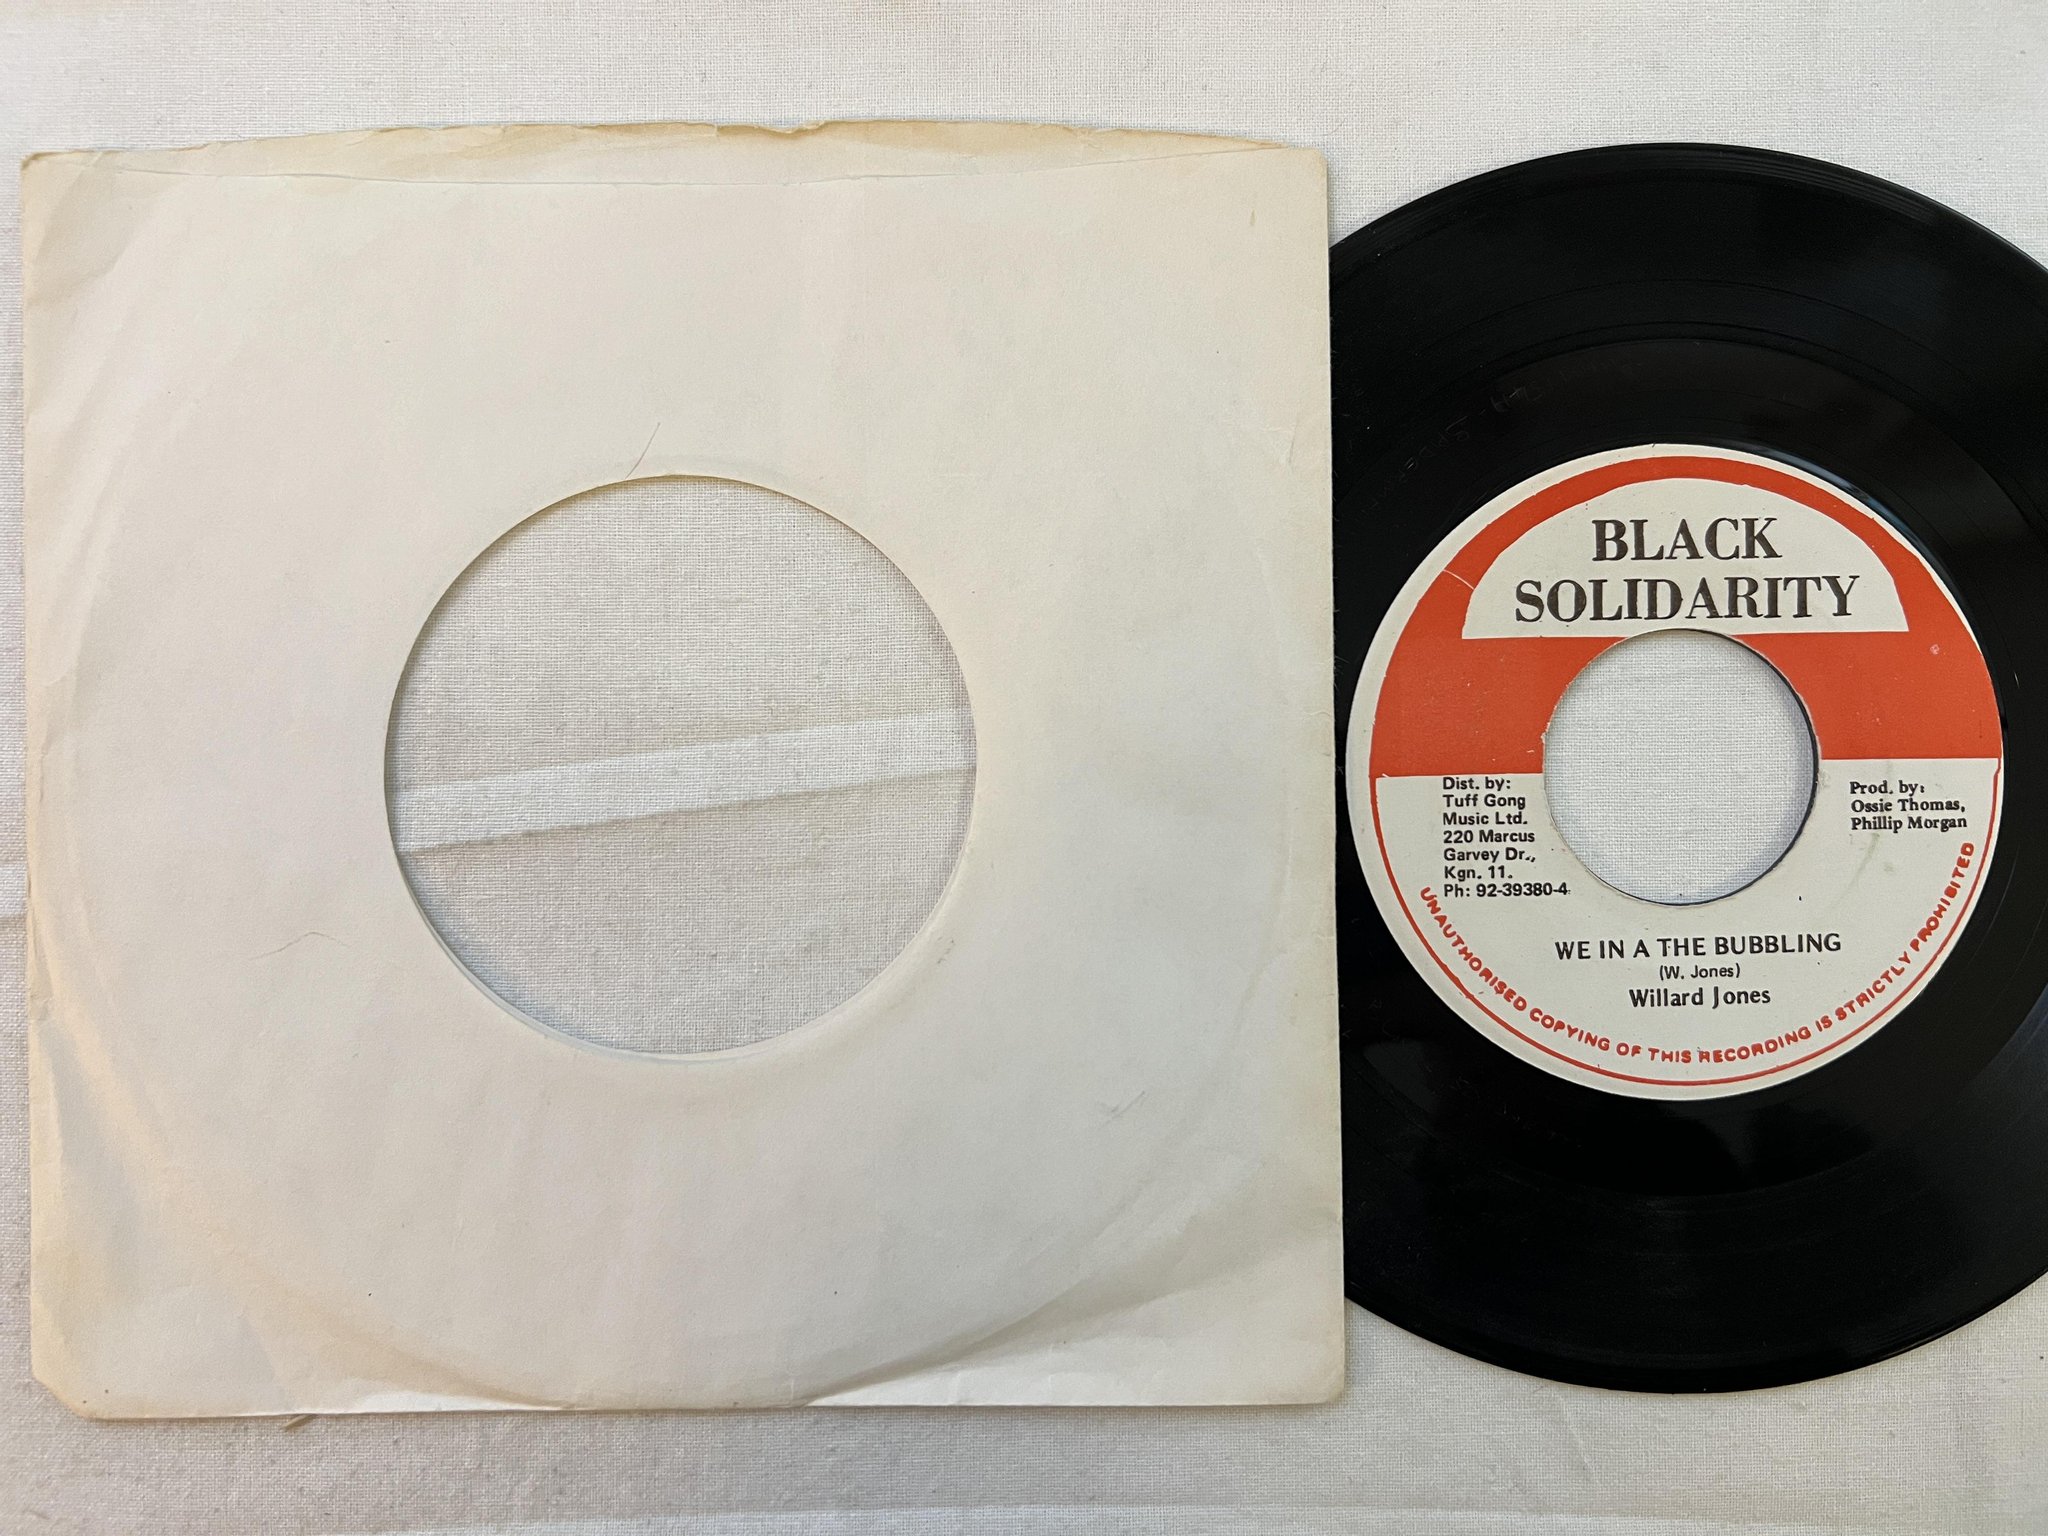 BLACK
SOLIDARITY
Dist. by:
Tuff Gong
Music Ltd.
220 Marcus
Garvey Dr.,
Kgn. 11.
Ph: 92-39380-4
Prod. by:
Ossie Thomas,
Phillip Morgan
WE IN A THE BUBBLING
(W. Jones)
Willard Jones
UNAUTHORISED COPYING OF THIS RECORDING IS STRICTLY PROHIBITED